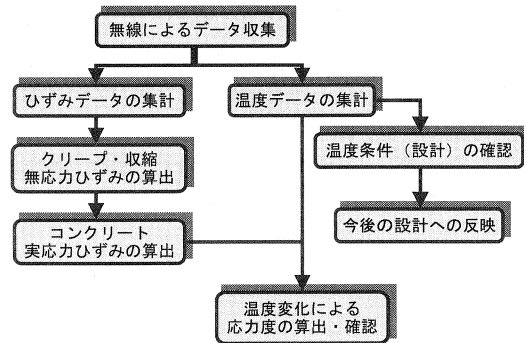 無線によるデータ収集
ひずみデータの集計
温度データの集計
クリープ・収縮
無応力ひずみの算出
温度条件（設計）の確認
コンクリート
実応力ひずみの算出
今後の設計への反映
温度変化による
応力度の算出・確認